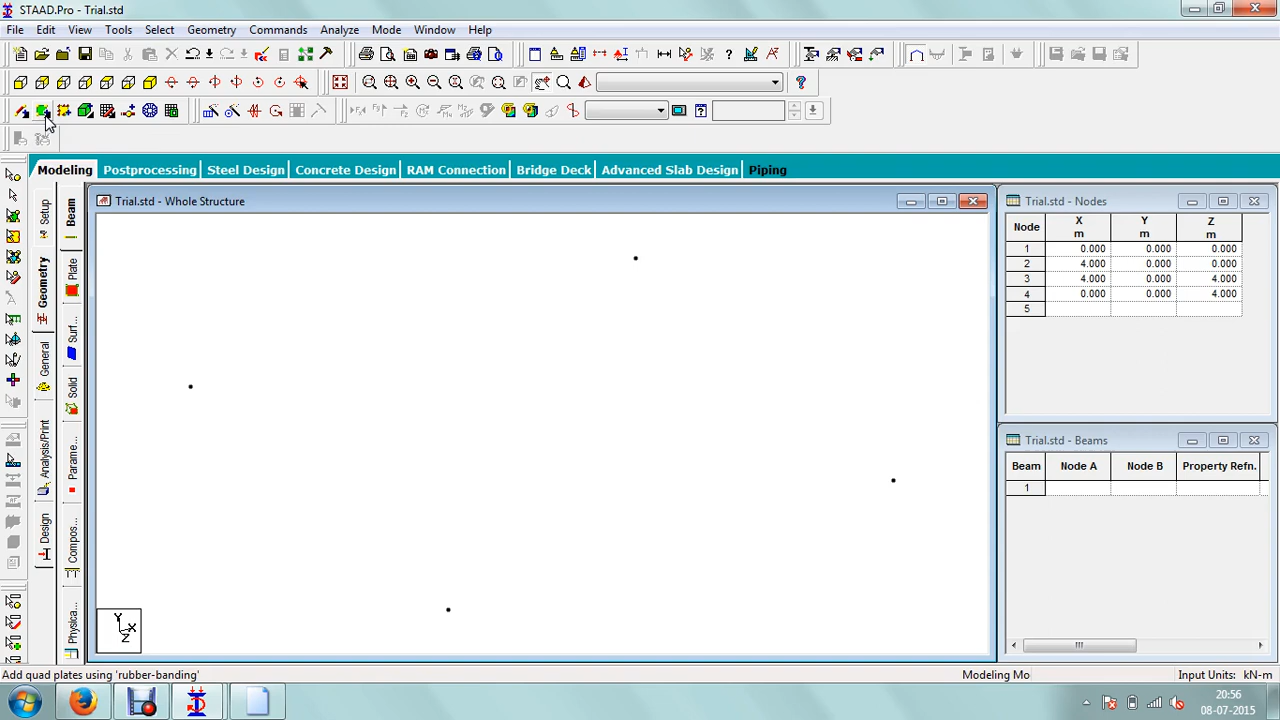 STAAD.Pro - Trial.std
File Edit View Tools Select Geometry Commands Analyze Mode Window Help
Modeling Postprocessing Steel Design Concrete Design RAM Connection Bridge Deck Advanced Slab Design Piping
Setup
Geometry
General
Analysis/Print
Design
Beam
Plate
Surf...
Solid
Parame...
Compos...
Physica...
Trial.std - Whole Structure
Y
X
Z
Trial.std - Nodes
Node X m Y m Z m
1 0.000 0.000 0.000
2 4.000 0.000 0.000
3 4.000 0.000 4.000
4 0.000 0.000 4.000
5
Trial.std - Beams
Beam Node A Node B Property Refn.
1
Add quad plates using 'rubber-banding'
Modeling Mo
Input Units: kN-m
20:56
08-07-2015